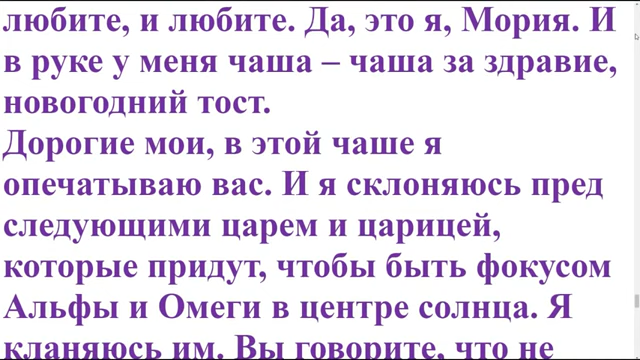 любите, и любите. Да, это я, Мория. И
в руке у меня чаша – чаша за здравие,
новогодний тост.
Дорогие мои, в этой чаше я
опечатываю вас. И я склоняюсь пред
следующими царем и царицей,
которые придут, чтобы быть фокусом
Альфы и Омеги в центре солнца. Я
кланяюсь им. Вы говорите, что не